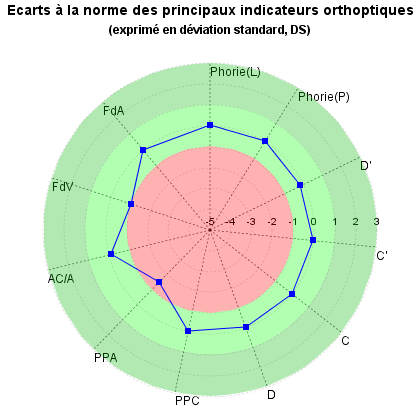 Ecarts à la norme des principaux indicateurs orthoptiques
(exprimé en déviation standard, DS)
Phorie(L)
Phorie(P)
FdA
D'
FdV
-5 -4 -3 -2 -1 0 1 2 3
C'
AC/A
C
PPA
D
PPC